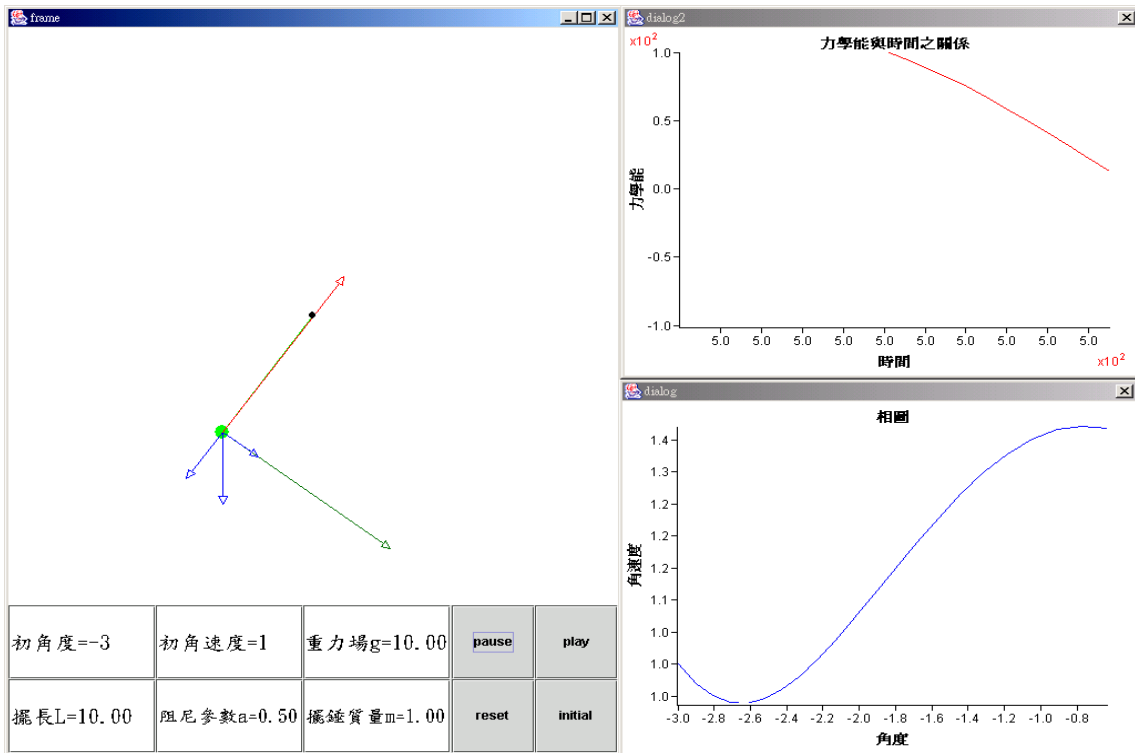 frame
初角度=-3
初角速度=1
重力場g=10.00
pause
play
擺長L=10.00
阻尼參數a=0.50
擺錘質量m=1.00
reset
initial
dialog2
力學能與時間之關係
x10²
1.0
0.5
0.0
-0.5
-1.0
力學能
5.0 5.0 5.0 5.0 5.0 5.0 5.0 5.0 5.0 5.0
時間
x10²
dialog
相圖
1.4
1.3
1.2
1.2
1.2
1.1
1.0
1.0
1.0
角速度
-3.0 -2.8 -2.6 -2.4 -2.2 -2.0 -1.8 -1.6 -1.4 -1.2 -1.0 -0.8
角度